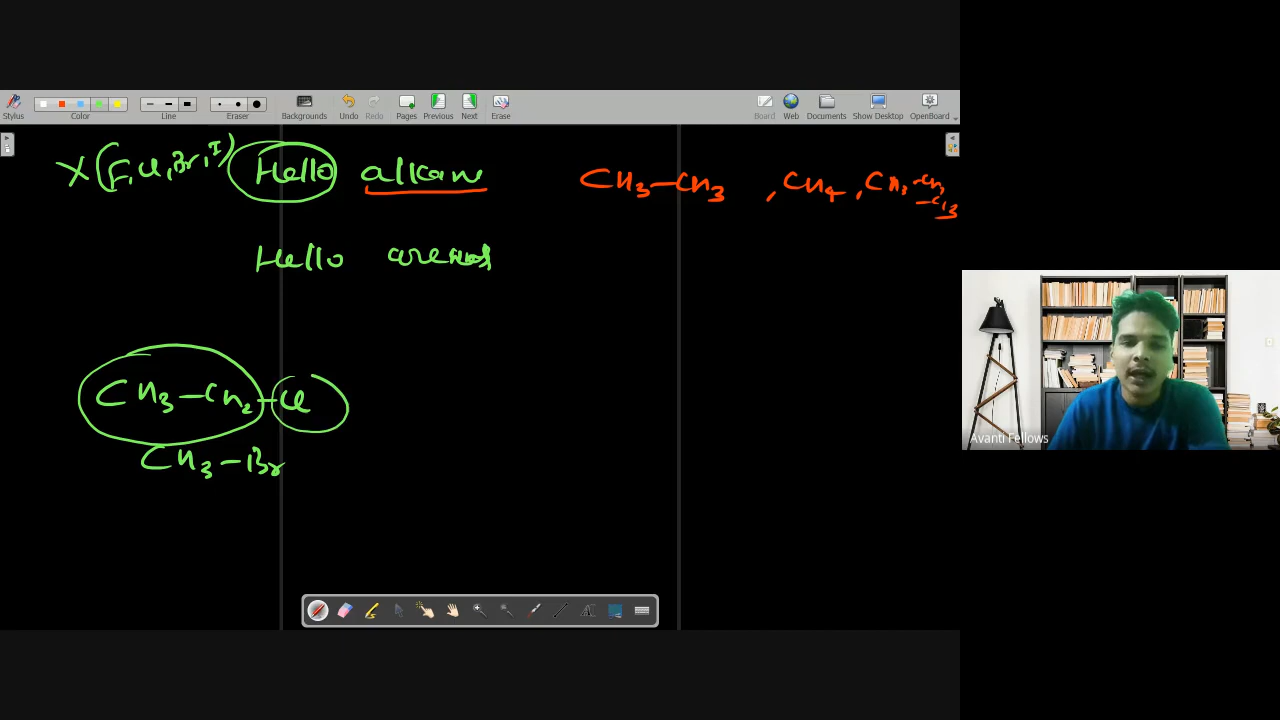 Stylus Color Line Eraser Backgrounds Undo Redo Pages Previous Next Erase Board Web Documents Show Desktop OpenBoard
X(F, Cl, Br, I) Hello alkane CH3-CH3, CH4, CH3-CH2-CH3
Hello arenes
CH3-CH2-Cl
CH3-Br
Avanti Fellows